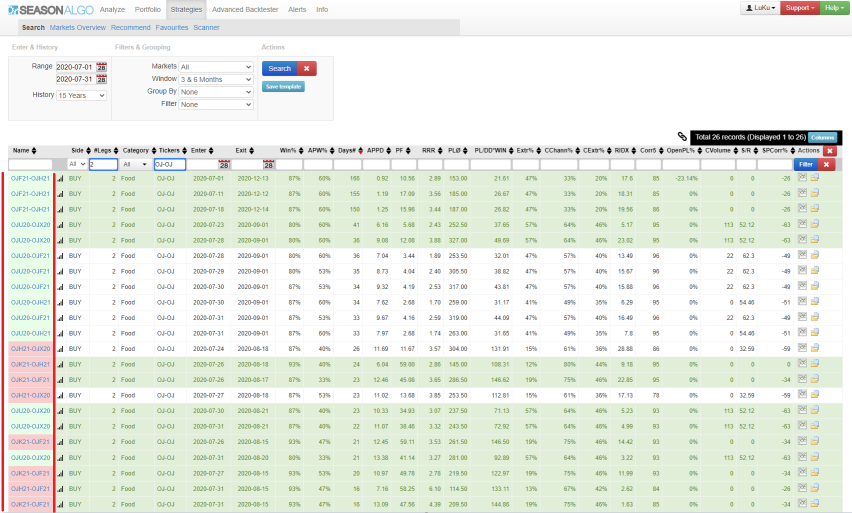 SEASONALGO Analyze Portfolio Strategies Advanced Backtester Alerts Info LuKu Support Help
Search Markets Overview Recommend Favourites Scanner
Enter & History Filters & Grouping Actions
Range 2020-07-01 28 Markets All Search
2020-07-31 28 Window 3 & 6 Months
History 15 Years Group By None Save template
Filter None
Total 26 records (Displayed 1 to 26) Columns
Name Side #Legs Category Tickers Enter Exit Win% APW% Days# APPD PF RRR PLØ PL/DD'WIN Extr% CChann% CExtr% RIDX Corr5 OpenPL% CVolume S/R SPCorr% Actions
All 2 All OJ-OJ 28 28 Filter
OJF21-OJH21 BUY 2 Food OJ-OJ 2020-07-01 2020-12-13 87% 60% 166 0.92 10.56 2.89 153.00 21.61 47% 33% 20% 17.6 85 -23.14% 0 0 -26
OJF21-OJH21 BUY 2 Food OJ-OJ 2020-07-11 2020-12-12 87% 60% 155 1.19 17.09 3.56 185.00 26.67 47% 33% 20% 18.31 85 0% 0 0 -26
OJF21-OJH21 BUY 2 Food OJ-OJ 2020-07-18 2020-12-14 87% 60% 150 1.25 15.96 3.44 187.00 26.82 47% 33% 20% 19.56 86 0% 0 0 -26
OJU20-OJX20 BUY 2 Food OJ-OJ 2020-07-23 2020-09-01 87% 60% 41 6.16 5.68 2.43 252.50 37.65 57% 64% 46% 5.17 95 0% 113 52.12 -63
OJU20-OJX20 BUY 2 Food OJ-OJ 2020-07-28 2020-09-01 80% 60% 36 9.08 12.08 3.88 327.00 49.69 57% 64% 46% 23.02 95 0% 113 52.12 -63
OJU20-OJF21 BUY 2 Food OJ-OJ 2020-07-28 2020-09-01 80% 60% 36 7.04 3.44 1.89 253.50 32.01 47% 57% 40% 13.49 96 0% 22 62.3 -49
OJU20-OJF21 BUY 2 Food OJ-OJ 2020-07-29 2020-09-01 80% 53% 35 8.73 4.04 2.40 305.50 38.82 47% 57% 40% 15.67 96 0% 22 62.3 -49
OJU20-OJF21 BUY 2 Food OJ-OJ 2020-07-30 2020-09-01 80% 53% 34 9.32 4.19 2.53 317.00 43.81 47% 57% 40% 15.88 96 0% 22 62.3 -49
OJU20-OJH21 BUY 2 Food OJ-OJ 2020-07-30 2020-09-01 87% 60% 34 7.62 2.68 1.70 259.00 31.17 41% 49% 35% 6.29 95 0% 0 54.46 -51
OJU20-OJF21 BUY 2 Food OJ-OJ 2020-07-31 2020-09-01 87% 53% 33 9.67 4.16 2.59 319.00 44.09 47% 57% 40% 16.49 96 0% 22 62.3 -49
OJU20-OJH21 BUY 2 Food OJ-OJ 2020-07-31 2020-09-01 87% 60% 33 7.97 2.68 1.74 263.00 31.65 41% 49% 35% 7.8 95 0% 0 54.46 -51
OJH21-OJX20 BUY 2 Food OJ-OJ 2020-07-24 2020-08-18 87% 40% 26 11.69 11.67 3.57 304.00 131.91 15% 61% 36% 28.88 86 0% 0 32.59 -59
OJK21-OJH21 BUY 2 Food OJ-OJ 2020-07-26 2020-08-18 93% 40% 24 6.04 59.00 2.86 145.00 108.31 12% 80% 44% 9.18 95 0% 0 0 0
OJK21-OJF21 BUY 2 Food OJ-OJ 2020-07-26 2020-08-17 87% 33% 23 12.46 45.08 3.65 286.50 146.62 19% 75% 46% 22.85 95 0% 0 0 -34
OJH21-OJX20 BUY 2 Food OJ-OJ 2020-07-27 2020-08-18 87% 40% 23 11.02 13.68 3.85 253.50 112.81 15% 61% 36% 17.13 78 0% 0 32.59 -59
OJU20-OJX20 BUY 2 Food OJ-OJ 2020-07-30 2020-08-21 87% 40% 23 10.33 34.93 3.07 237.50 71.13 57% 64% 46% 5.23 93 0% 113 52.12 -63
OJU20-OJX20 BUY 2 Food OJ-OJ 2020-07-31 2020-08-21 87% 40% 22 11.07 38.46 3.32 243.50 72.92 57% 64% 46% 4.99 93 0% 113 52.12 -63
OJK21-OJF21 BUY 2 Food OJ-OJ 2020-07-26 2020-08-15 93% 47% 21 12.45 59.11 3.53 261.50 146.50 19% 75% 46% 14.42 93 0% 0 0 -34
OJU20-OJX20 BUY 2 Food OJ-OJ 2020-07-31 2020-08-20 80% 33% 21 13.38 41.14 3.27 281.00 92.89 57% 64% 46% 3.22 93 0% 113 52.12 -63
OJK21-OJF21 BUY 2 Food OJ-OJ 2020-07-27 2020-08-15 93% 53% 20 10.97 49.78 2.78 219.50 122.97 19% 75% 46% 11.99 93 0% 0 0 -34
OJH21-OJF21 BUY 2 Food OJ-OJ 2020-07-31 2020-08-15 93% 47% 16 7.16 58.25 6.10 114.50 133.11 13% 67% 42% 2.62 84 0% 0 0 -26
OJK21-OJF21 BUY 2 Food OJ-OJ 2020-07-31 2020-08-15 93% 47% 16 13.09 47.56 4.39 209.50 144.86 19% 75% 46% 1.63 85 0% 0 0 -34